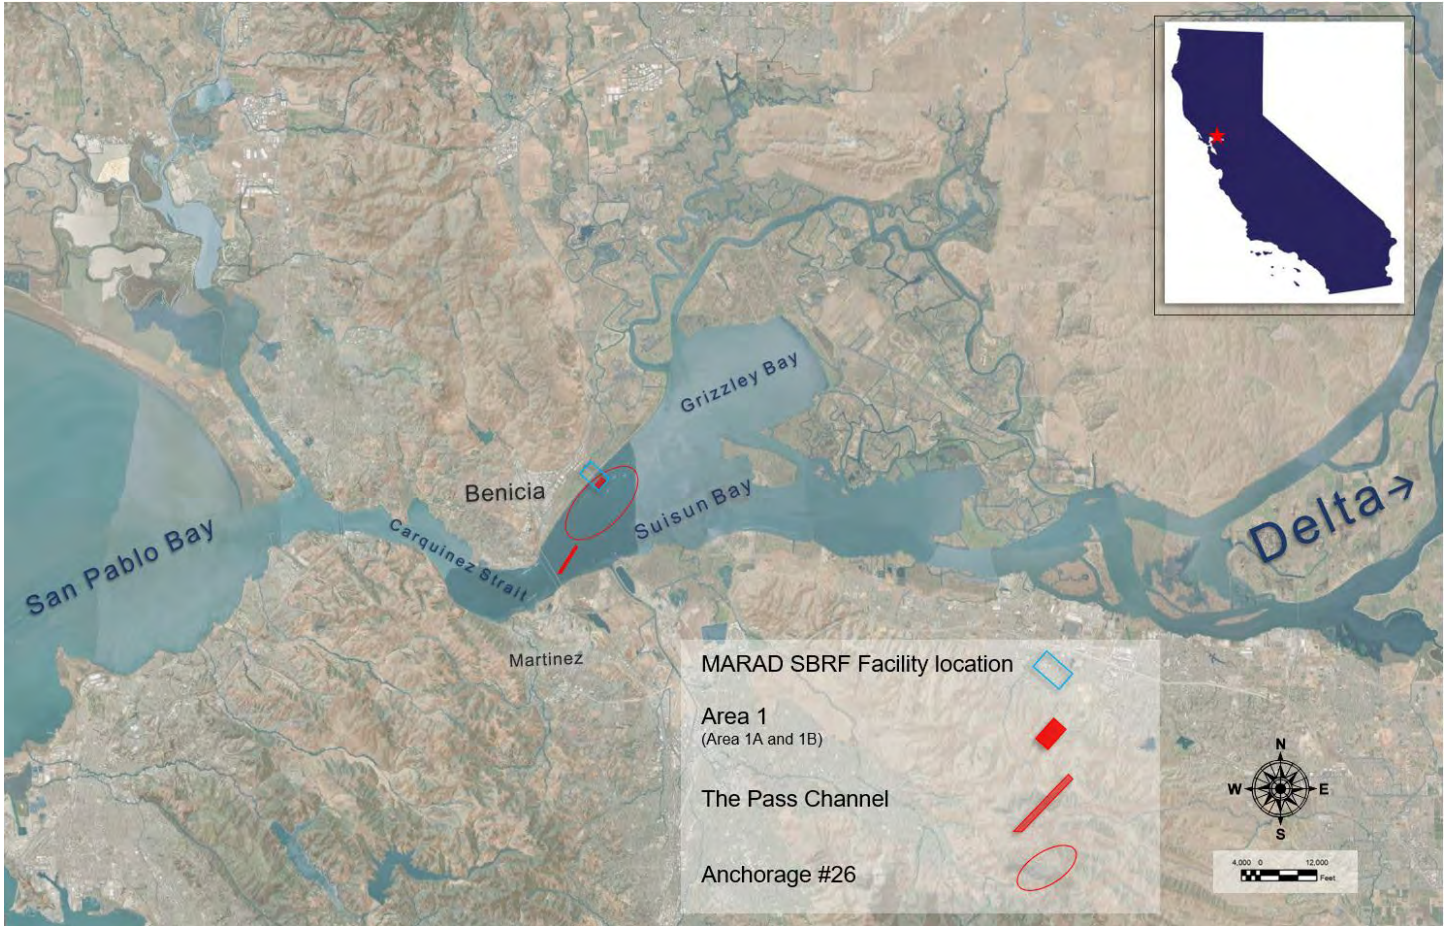 Grizzley Bay
Benicia
Suisun Bay
Carquinez Strait
San Pablo Bay
Delta→
Martinez
MARAD SBRF Facility location
Area 1
(Area 1A and 1B)
The Pass Channel
Anchorage #26
N
W E
S
4,000 0 12,000
Feet